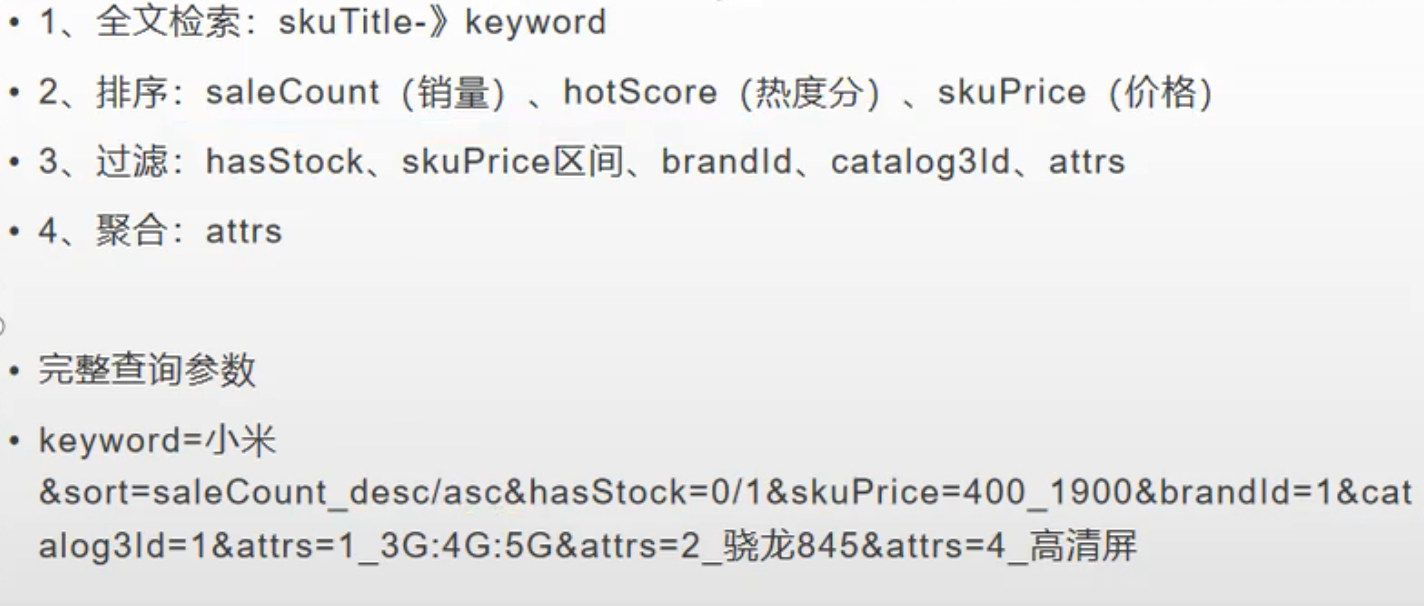 • 1、全文检索：skuTitle-》keyword
• 2、排序：saleCount（销量）、hotScore（热度分）、skuPrice（价格）
• 3、过滤：hasStock、skuPrice区间、brandId、catalog3Id、attrs
• 4、聚合：attrs
• 完整查询参数
• keyword=小米
&sort=saleCount_desc/asc&hasStock=0/1&skuPrice=400_1900&brandId=1&cat
alog3Id=1&attrs=1_3G:4G:5G&attrs=2_骁龙845&attrs=4_高清屏